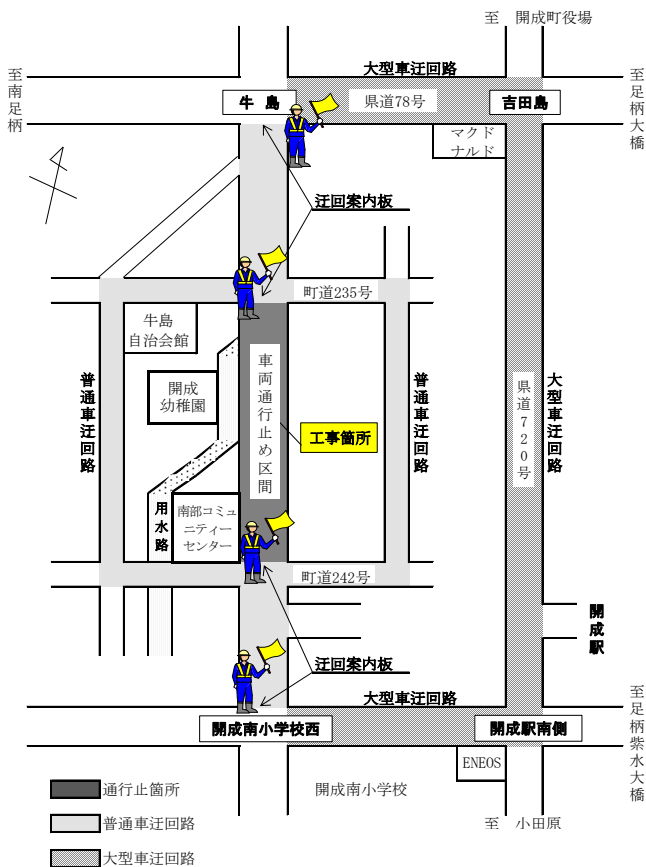 至　開成町役場
大型車迂回路
至南足柄
牛 島
県道78号
吉田島
至足柄大橋
マクド
ナルド
迂回案内板
町道235号
牛島
自治会館
開成
幼稚園
普通車迂回路
車両通行止め区間
工事箇所
普通車迂回路
県道720号
大型車迂回路
用水路
南部コミュ
ニティー
センター
町道242号
開成駅
迂回案内板
大型車迂回路
開成南小学校西
開成駅南側
至足柄紫水大橋
ENEOS
開成南小学校
至　小田原
通行止箇所
普通車迂回路
大型車迂回路